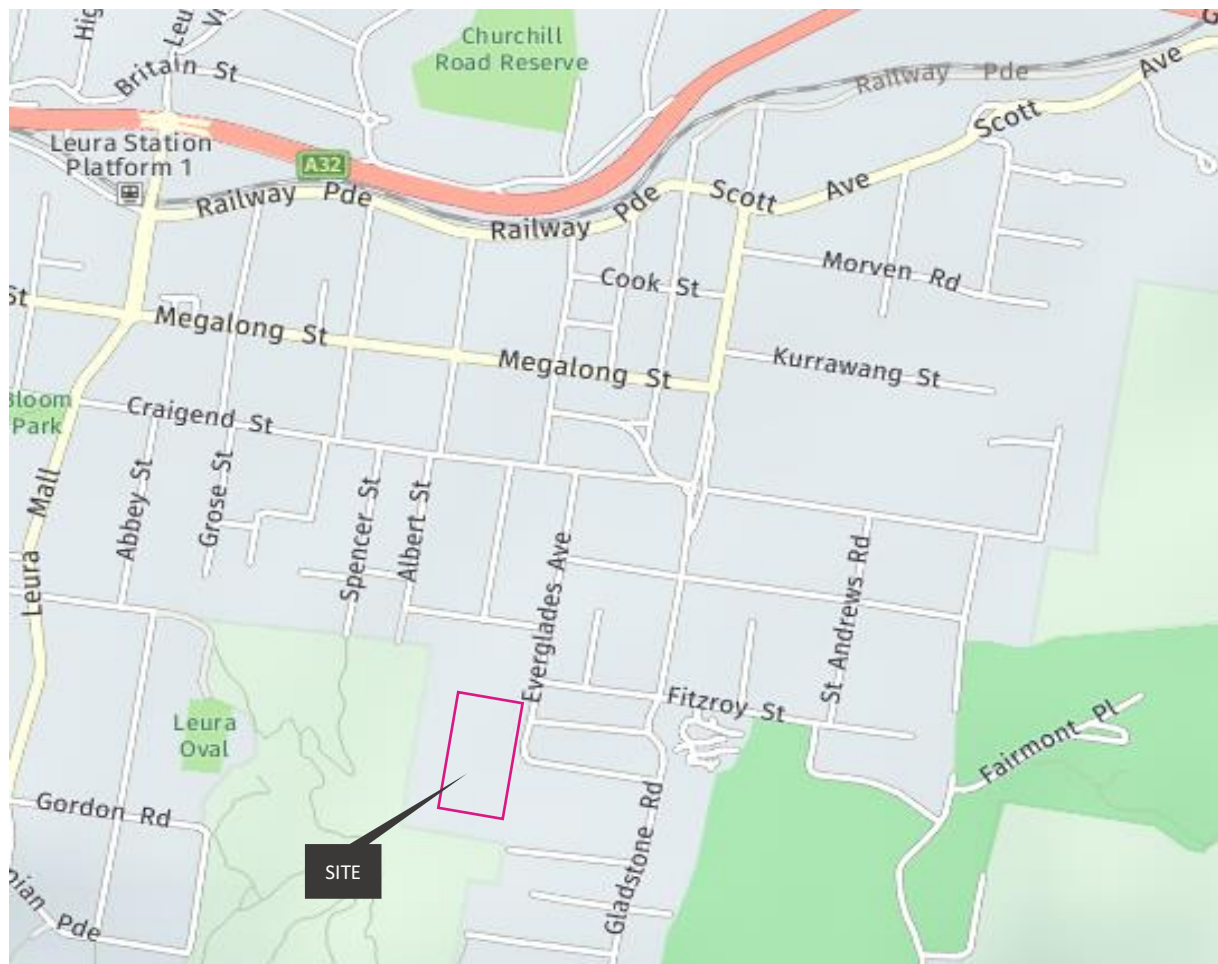 Churchill
Road Reserve
Britain St
Railway Pde
Ave
Scott
Leura Station
Platform 1
A32
Railway Pde
Railway Pde
Scott Ave
Morven Rd
Cook St
St
Megalong St
Megalong St
Kurrawang St
Park
Craigend St
Leura Mall
Abbey St
Grose St
Spencer St
Albert St
Everglades Ave
St Andrews Rd
Fitzroy St
Leura
Oval
Fairmont Pl
Gordon Rd
Gladstone Rd
SITE
Pde